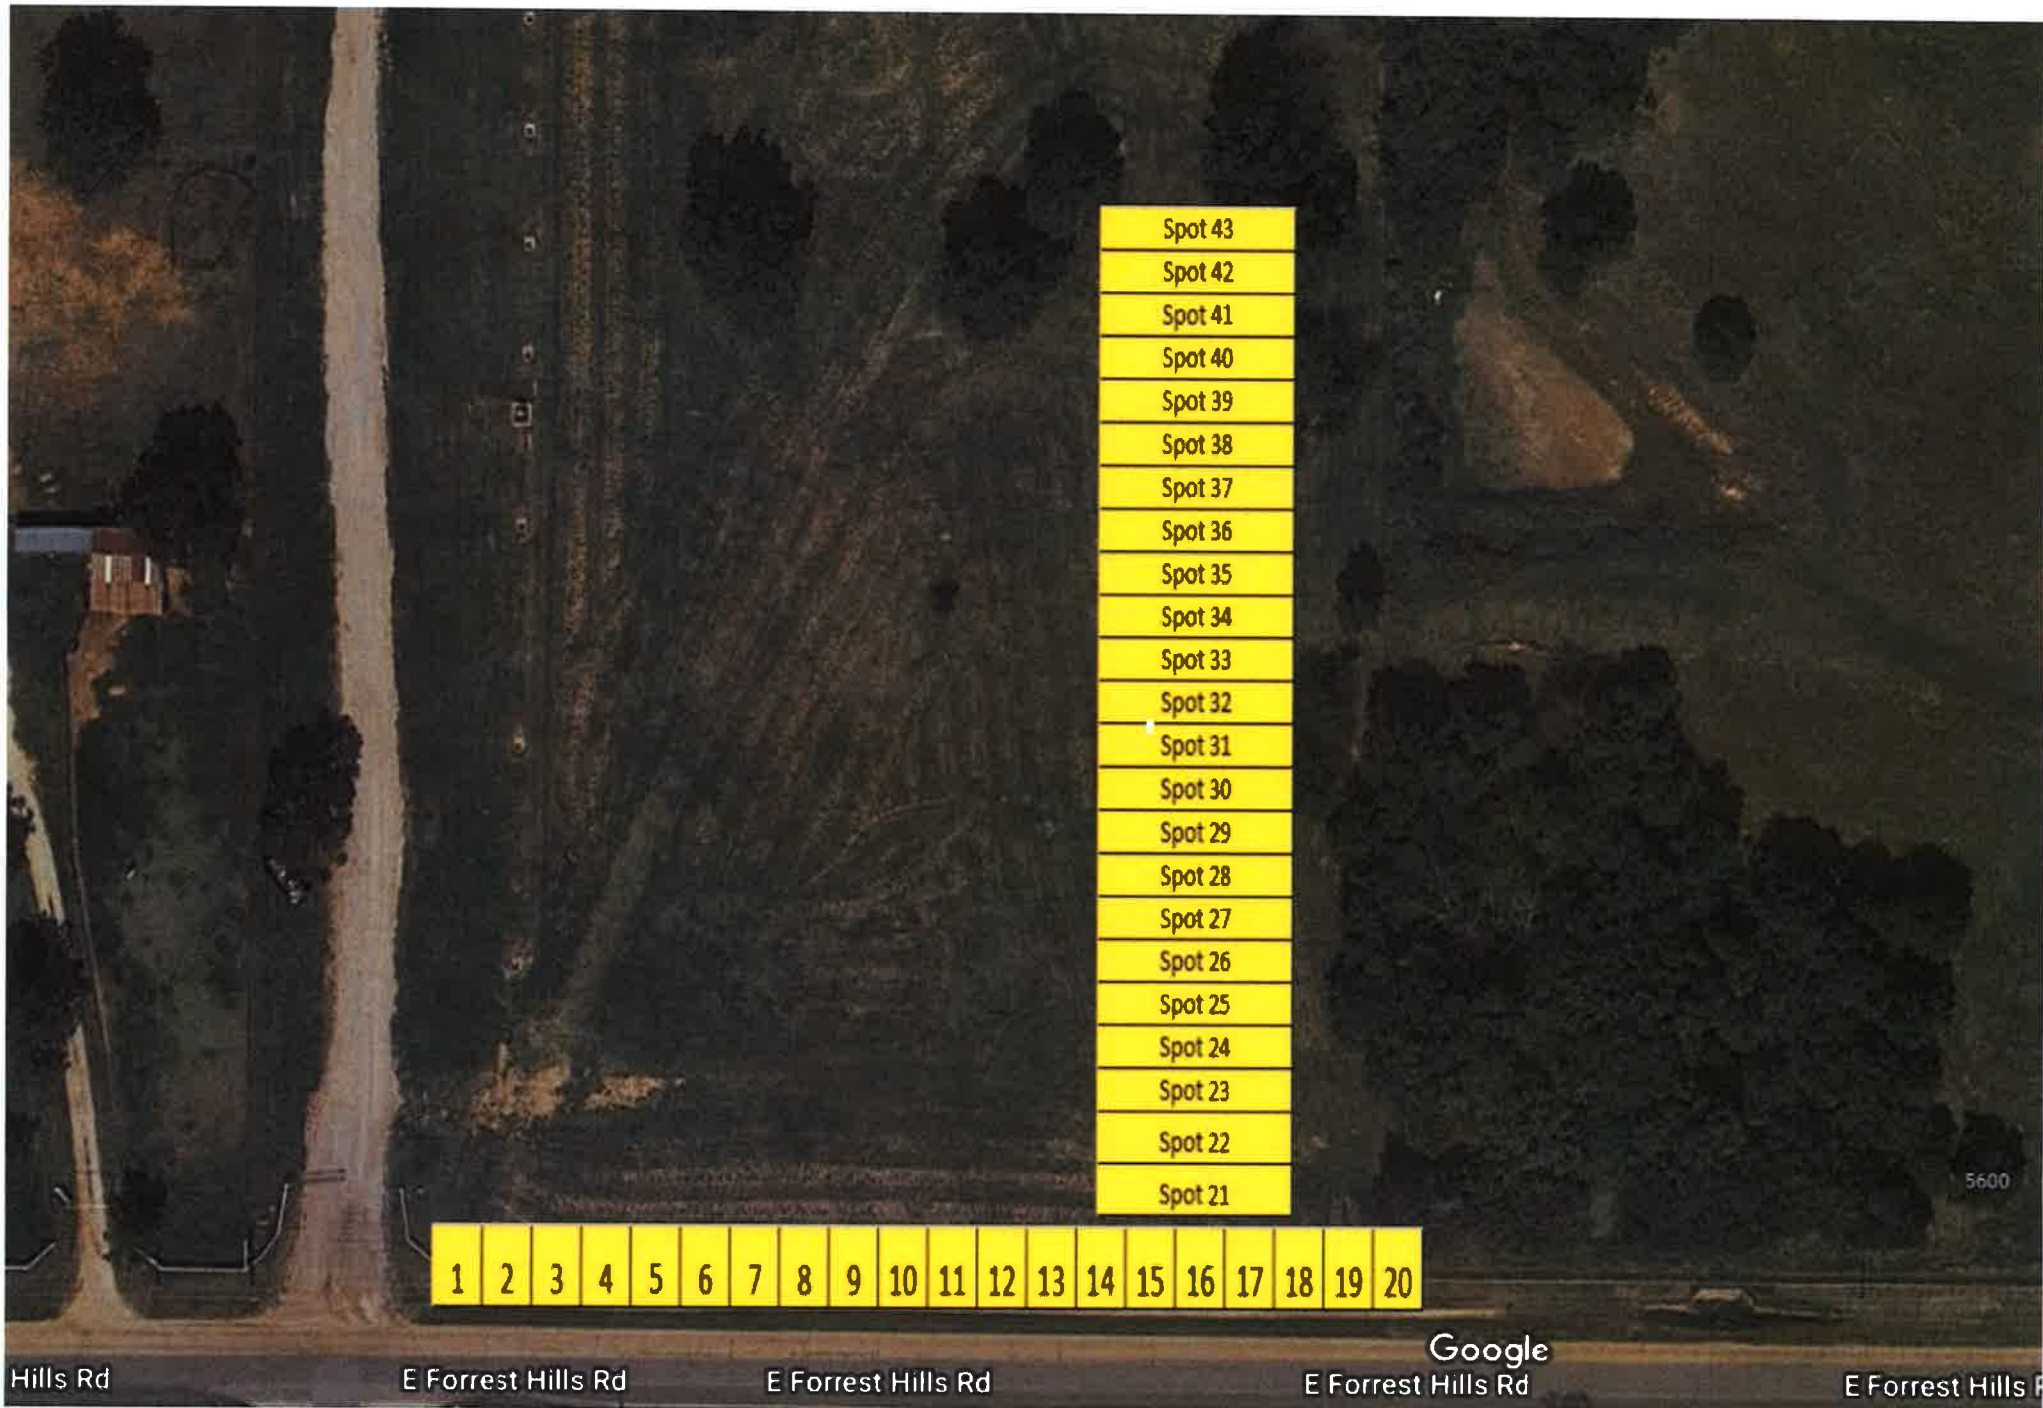 Spot 43
Spot 42
Spot 41
Spot 40
Spot 39
Spot 38
Spot 37
Spot 36
Spot 35
Spot 34
Spot 33
Spot 32
Spot 31
Spot 30
Spot 29
Spot 28
Spot 27
Spot 26
Spot 25
Spot 24
Spot 23
Spot 22
5600
Spot 21
1 2 3 4 5 6 7 8 9 10 11 12 13 14 15 16 17 18 19 20
Google
Hills Rd E Forrest Hills Rd E Forrest Hills Rd E Forrest Hills Rd E Forrest Hills